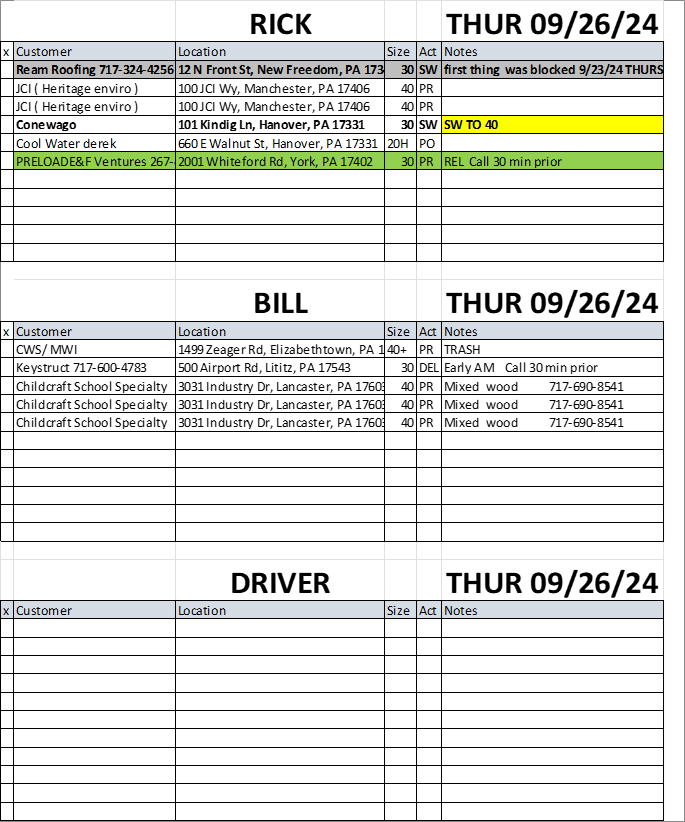 RICK THUR 09/26/24
x Customer Location Size Act Notes
Ream Roofing 717-324-4256 12 N Front St, New Freedom, PA 173 30 SW first thing was blocked 9/23/24 THURS
JCI ( Heritage enviro ) 100 JCI Wy, Manchester, PA 17406 40 PR
JCI ( Heritage enviro ) 100 JCI Wy, Manchester, PA 17406 40 PR
Conewago 101 Kindig Ln, Hanover, PA 17331 30 SW SW TO 40
Cool Water derek 660 E Walnut St, Hanover, PA 17331 20H PO
PRELOADE&F Ventures 267- 2001 Whiteford Rd, York, PA 17402 30 PR REL Call 30 min prior
BILL THUR 09/26/24
x Customer Location Size Act Notes
CWS/ MWI 1499 Zeager Rd, Elizabethtown, PA 1 40+ PR TRASH
Keystruct 717-600-4783 500 Airport Rd, Lititz, PA 17543 30 DEL Early AM Call 30 min prior
Childcraft School Specialty 3031 Industry Dr, Lancaster, PA 17603 40 PR Mixed wood 717-690-8541
Childcraft School Specialty 3031 Industry Dr, Lancaster, PA 17603 40 PR Mixed wood 717-690-8541
Childcraft School Specialty 3031 Industry Dr, Lancaster, PA 17603 40 PR Mixed wood 717-690-8541
DRIVER THUR 09/26/24
x Customer Location Size Act Notes